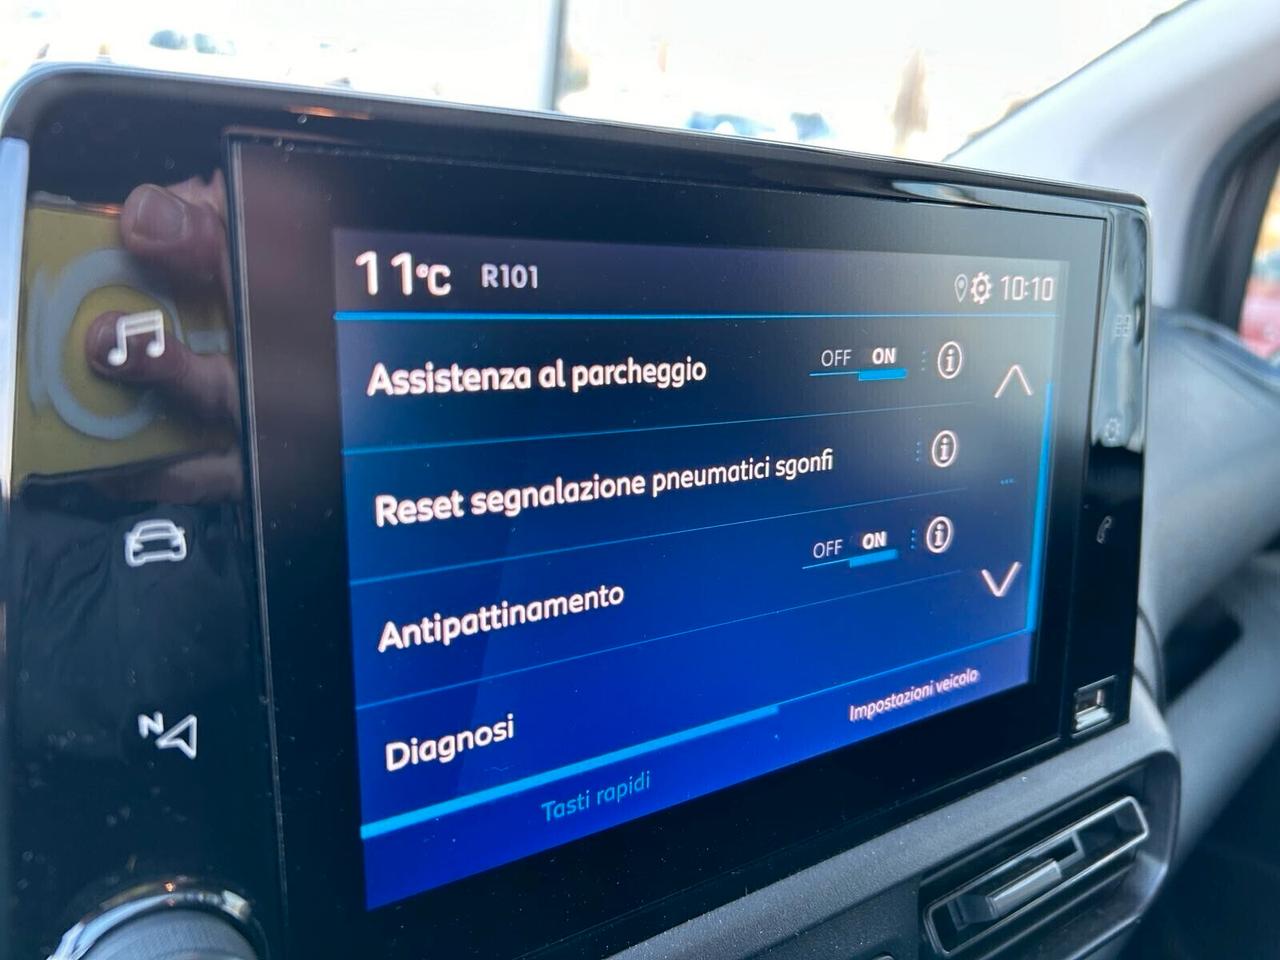 11°C R101 10:10
Assistenza al parcheggio OFF ON
Reset segnalazione pneumatici sgonfi
Antipattinamento OFF ON
Diagnosi
Tasti rapidi Impostazioni veicolo
N